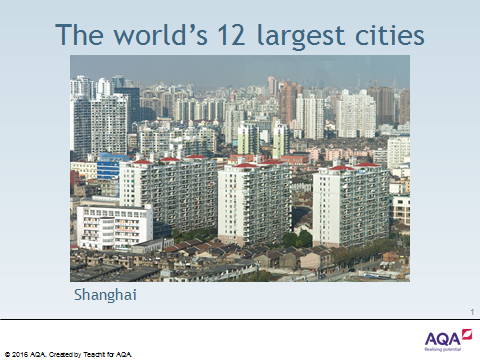 The world's 12 largest cities
Shanghai
1
AQA
Realising potential
© 2016 AQA. Created by Teachit for AQA.